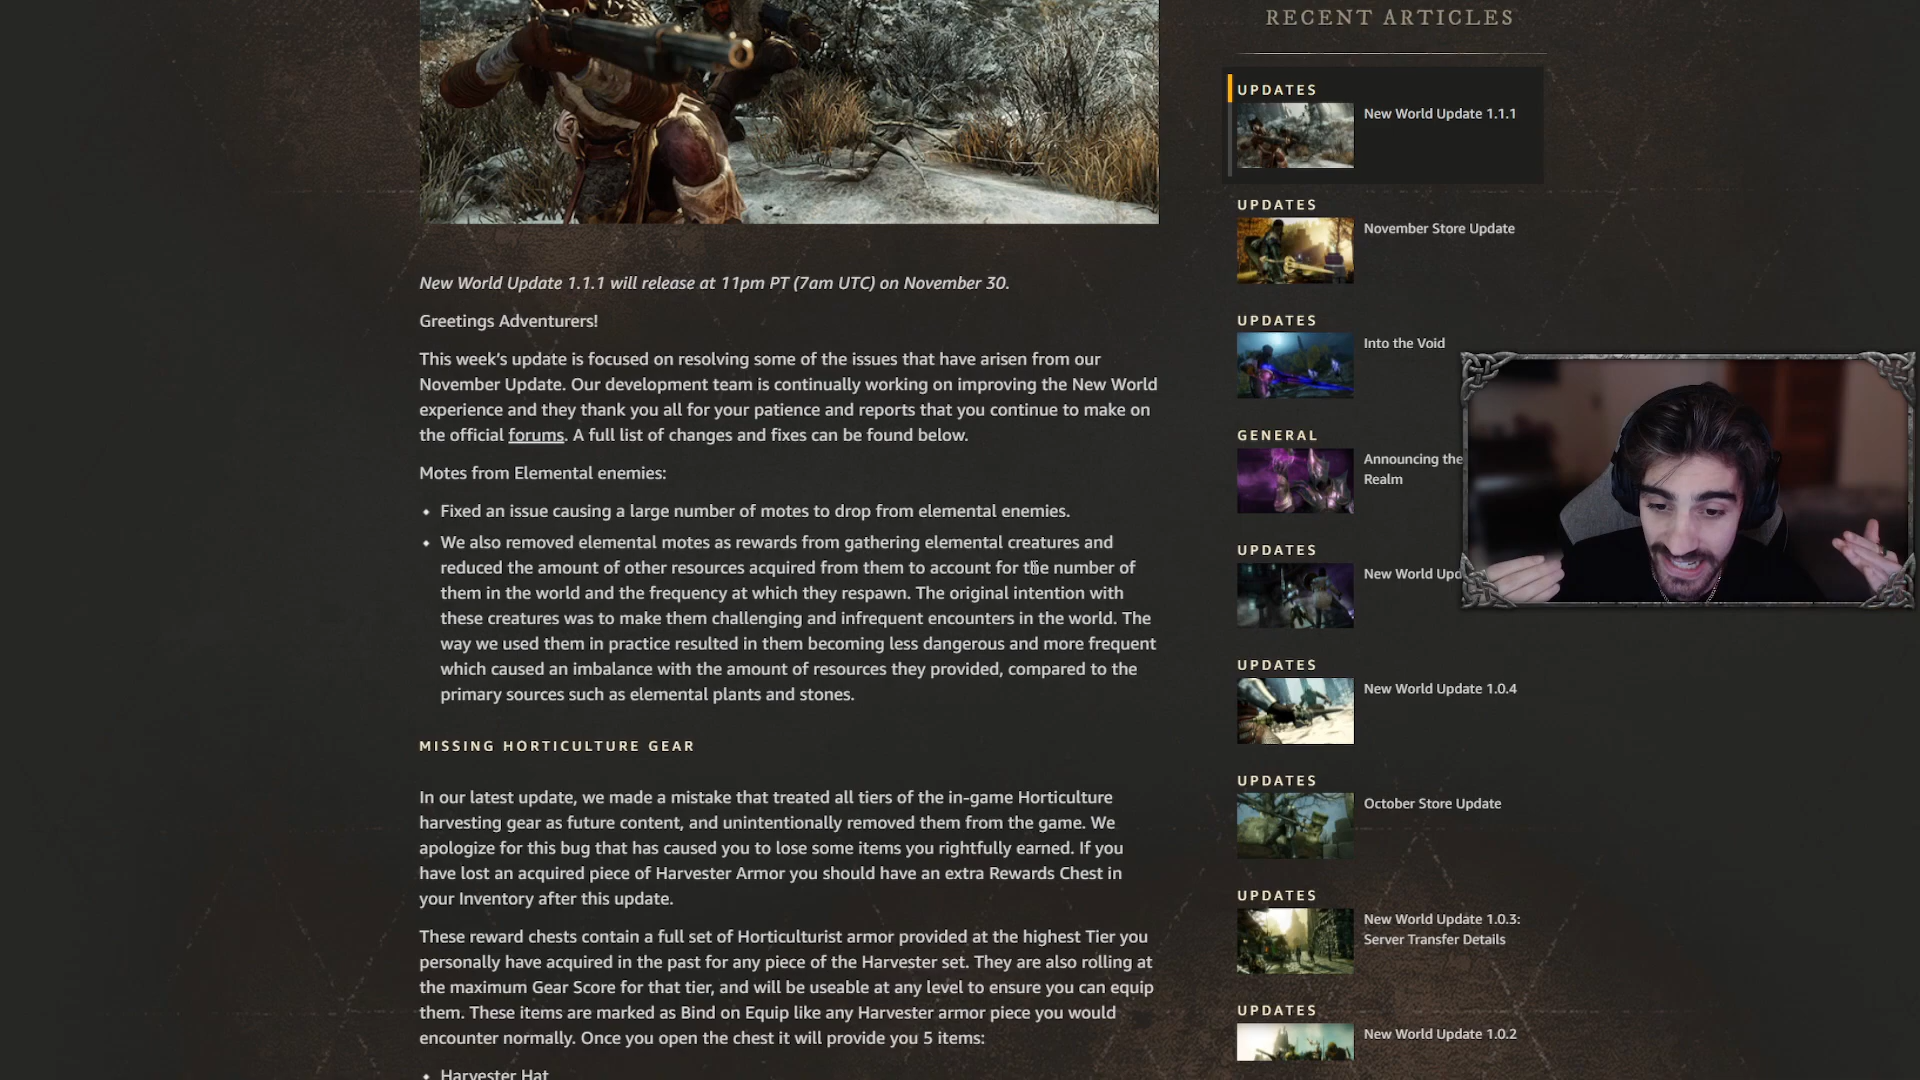 RECENT ARTICLES
UPDATES
New World Update 1.1.1
UPDATES
November Store Update
UPDATES
Into the Void
GENERAL
Announcing the
Realm
UPDATES
New World Upd
UPDATES
New World Update 1.0.4
UPDATES
October Store Update
UPDATES
New World Update 1.0.3:
Server Transfer Details
UPDATES
New World Update 1.0.2
New World Update 1.1.1 will release at 11pm PT (7am UTC) on November 30.
Greetings Adventurers!
This week's update is focused on resolving some of the issues that have arisen from our
November Update. Our development team is continually working on improving the New World
experience and they thank you all for your patience and reports that you continue to make on
the official forums. A full list of changes and fixes can be found below.
Motes from Elemental enemies:
Fixed an issue causing a large number of motes to drop from elemental enemies.
We also removed elemental motes as rewards from gathering elemental creatures and
reduced the amount of other resources acquired from them to account for the number of
them in the world and the frequency at which they respawn. The original intention with
these creatures was to make them challenging and infrequent encounters in the world. The
way we used them in practice resulted in them becoming less dangerous and more frequent
which caused an imbalance with the amount of resources they provided, compared to the
primary sources such as elemental plants and stones.
MISSING HORTICULTURE GEAR
In our latest update, we made a mistake that treated all tiers of the in-game Horticulture
harvesting gear as future content, and unintentionally removed them from the game. We
apologize for this bug that has caused you to lose some items you rightfully earned. If you
have lost an acquired piece of Harvester Armor you should have an extra Rewards Chest in
your Inventory after this update.
These reward chests contain a full set of Horticulturist armor provided at the highest Tier you
personally have acquired in the past for any piece of the Harvester set. They are also rolling at
the maximum Gear Score for that tier, and will be useable at any level to ensure you can equip
them. These items are marked as Bind on Equip like any Harvester armor piece you would
encounter normally. Once you open the chest it will provide you 5 items:
Harvester Hat